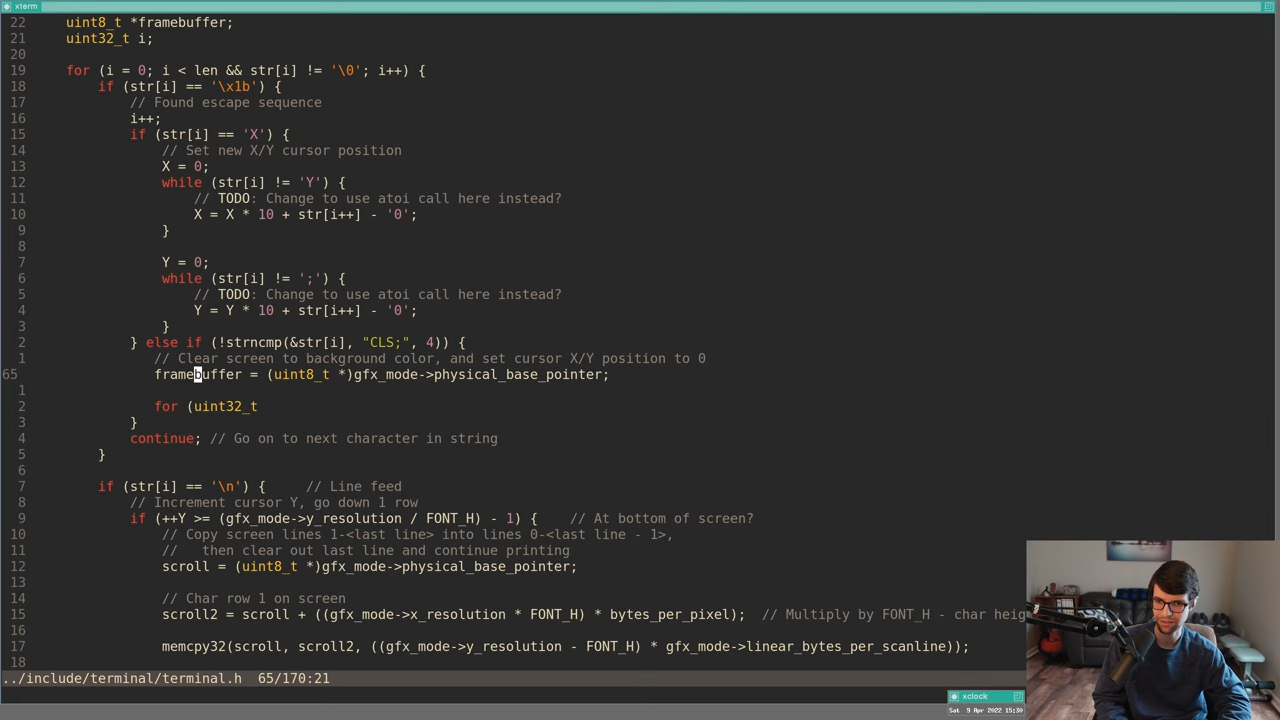 xterm
22     uint8_t *framebuffer;
21     uint32_t i;
20
19     for (i = 0; i < len && str[i] != '\0'; i++) {
18         if (str[i] == '\x1b') {
17             // Found escape sequence
16             i++;
15             if (str[i] == 'X') {
14                 // Set new X/Y cursor position
13                 X = 0;
12                 while (str[i] != 'Y') {
11                     // TODO: Change to use atoi call here instead?
10                     X = X * 10 + str[i++] - '0';
9                 }
8
7                 Y = 0;
6                 while (str[i] != ';') {
5                     // TODO: Change to use atoi call here instead?
4                     Y = Y * 10 + str[i++] - '0';
3                 }
2             } else if (!strncmp(&str[i], "CLS;", 4)) {
1                // Clear screen to background color, and set cursor X/Y position to 0
65                framebuffer = (uint8_t *)gfx_mode->physical_base_pointer;
1
2                for (uint32_t
3             }
4             continue; // Go on to next character in string
5         }
6
7         if (str[i] == '\n') {     // Line feed
8             // Increment cursor Y, go down 1 row
9             if (++Y >= (gfx_mode->y_resolution / FONT_H) - 1) {    // At bottom of screen?
10                 // Copy screen lines 1-<last line> into lines 0-<last line - 1>,
11                 //   then clear out last line and continue printing
12                 scroll = (uint8_t *)gfx_mode->physical_base_pointer;
13
14                 // Char row 1 on screen
15                 scroll2 = scroll + ((gfx_mode->x_resolution * FONT_H) * bytes_per_pixel);  // Multiply by FONT_H - char
16
17                 memcpy32(scroll, scroll2, ((gfx_mode->y_resolution - FONT_H) * gfx_mode->linear_bytes_per_scanline));
18
../include/terminal/terminal.h  65/170:21
xclock
Sat  9 Apr 2022 15:30